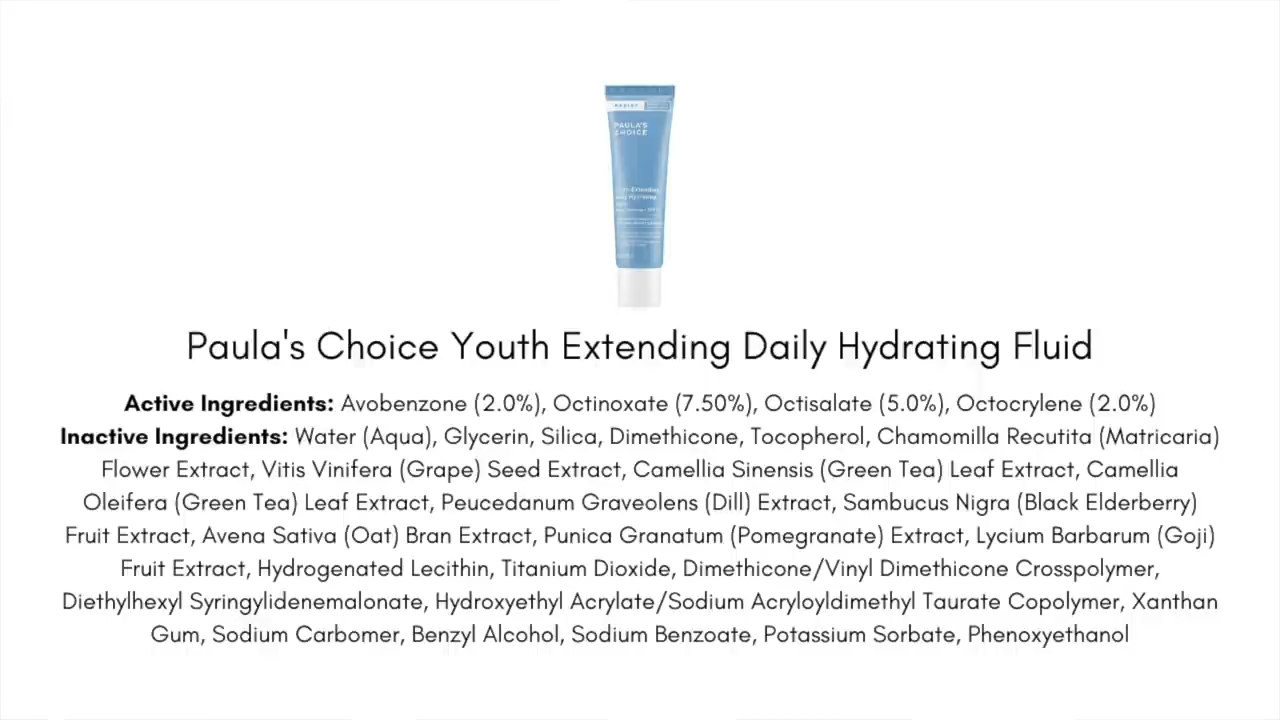 RESIST
PAULA'S
CHOICE
Paula's Choice Youth Extending Daily Hydrating Fluid
Active Ingredients: Avobenzone (2.0%), Octinoxate (7.50%), Octisalate (5.0%), Octocrylene (2.0%)
Inactive Ingredients: Water (Aqua), Glycerin, Silica, Dimethicone, Tocopherol, Chamomilla Recutita (Matricaria)
Flower Extract, Vitis Vinifera (Grape) Seed Extract, Camellia Sinensis (Green Tea) Leaf Extract, Camellia
Oleifera (Green Tea) Leaf Extract, Peucedanum Graveolens (Dill) Extract, Sambucus Nigra (Black Elderberry)
Fruit Extract, Avena Sativa (Oat) Bran Extract, Punica Granatum (Pomegranate) Extract, Lycium Barbarum (Goji)
Fruit Extract, Hydrogenated Lecithin, Titanium Dioxide, Dimethicone/Vinyl Dimethicone Crosspolymer,
Diethylhexyl Syringylidenemalonate, Hydroxyethyl Acrylate/Sodium Acryloyldimethyl Taurate Copolymer, Xanthan
Gum, Sodium Carbomer, Benzyl Alcohol, Sodium Benzoate, Potassium Sorbate, Phenoxyethanol